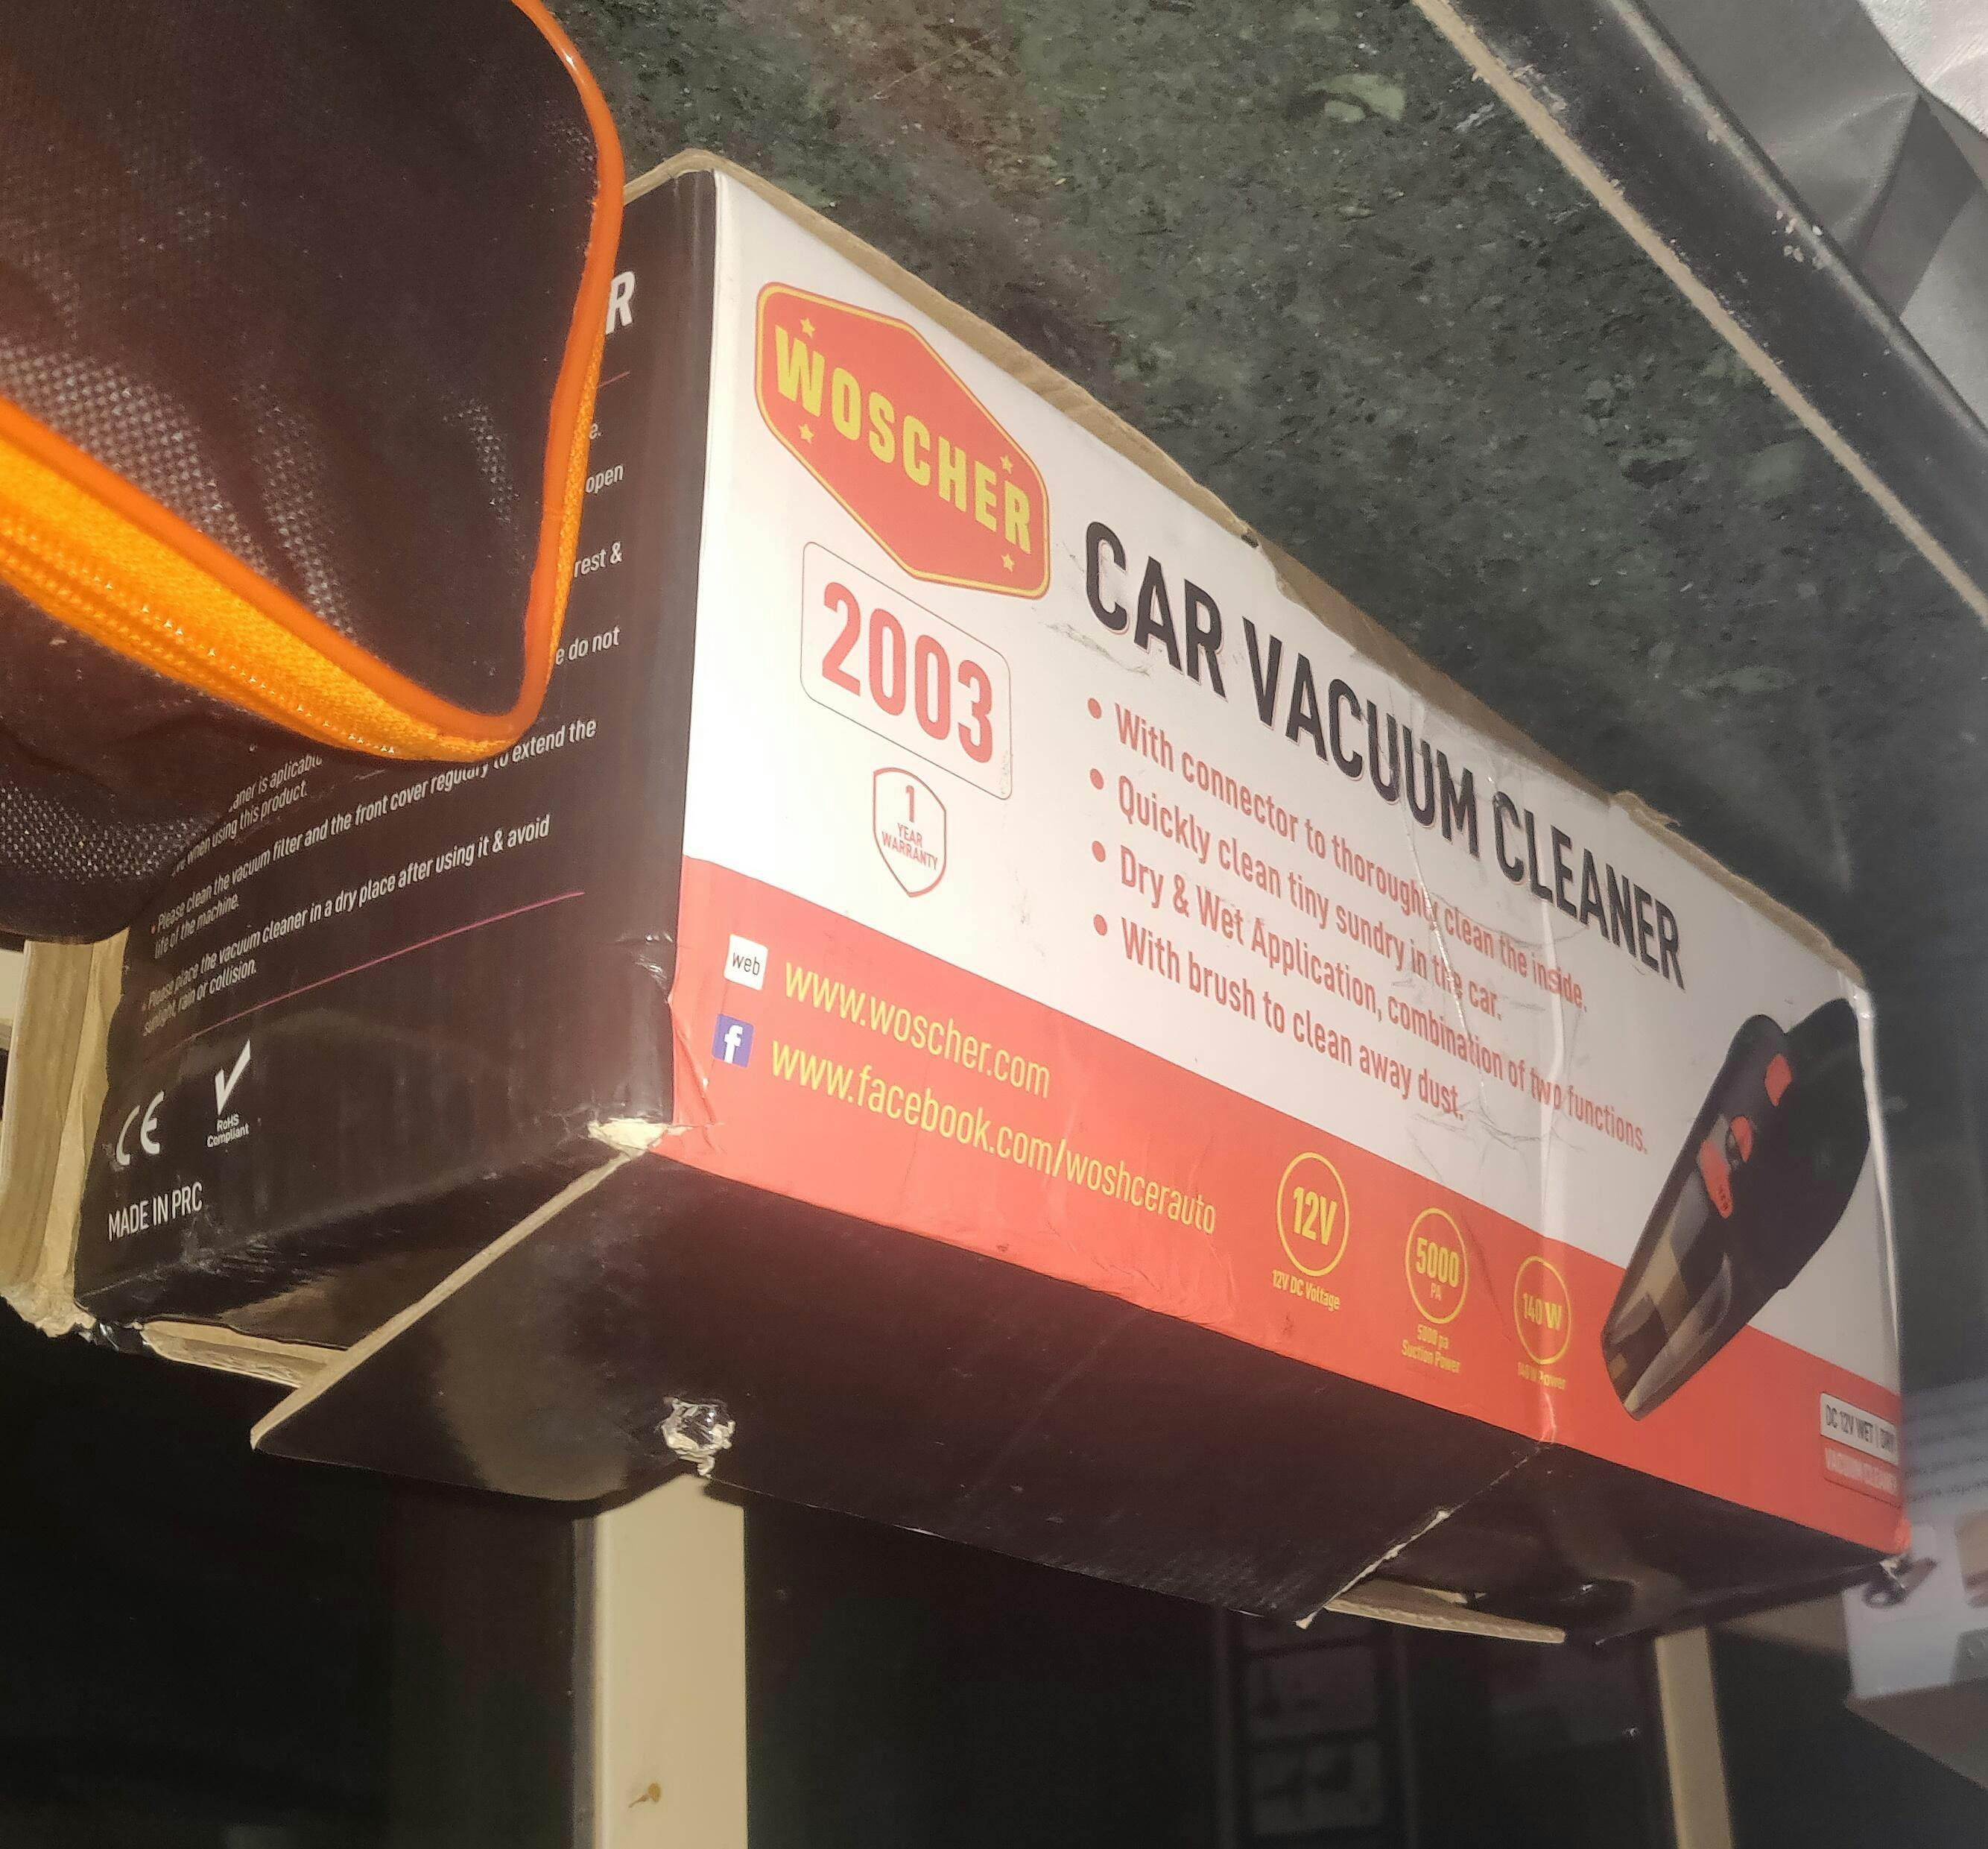 WOSCHER
2003
1
YEAR
WARRANTY
CAR VACUUM CLEANER
• With connector to thoroughly clean the inside.
• Quickly clean tiny sundry in the car.
• Dry & Wet Application, combination of two functions.
• With brush to clean away dust.
web www.woscher.com
f www.facebook.com/woshcerauto
12V
12V DC Voltage
5000
PA
5000 pa
Suction Power
140 W
140 W Power
DC 12V WET | DRY
VACUUM CLEANER
R
e.
open
rest &
e do not
aner is aplicable
when using this product.
• Please clean the vacuum filter and the front cover regulary to extend the
life of the machine.
• Please place the vacuum cleaner in a dry place after using it & avoid
sunlight, rain or collision.
CE
RoHS
Compliant
MADE IN PRC